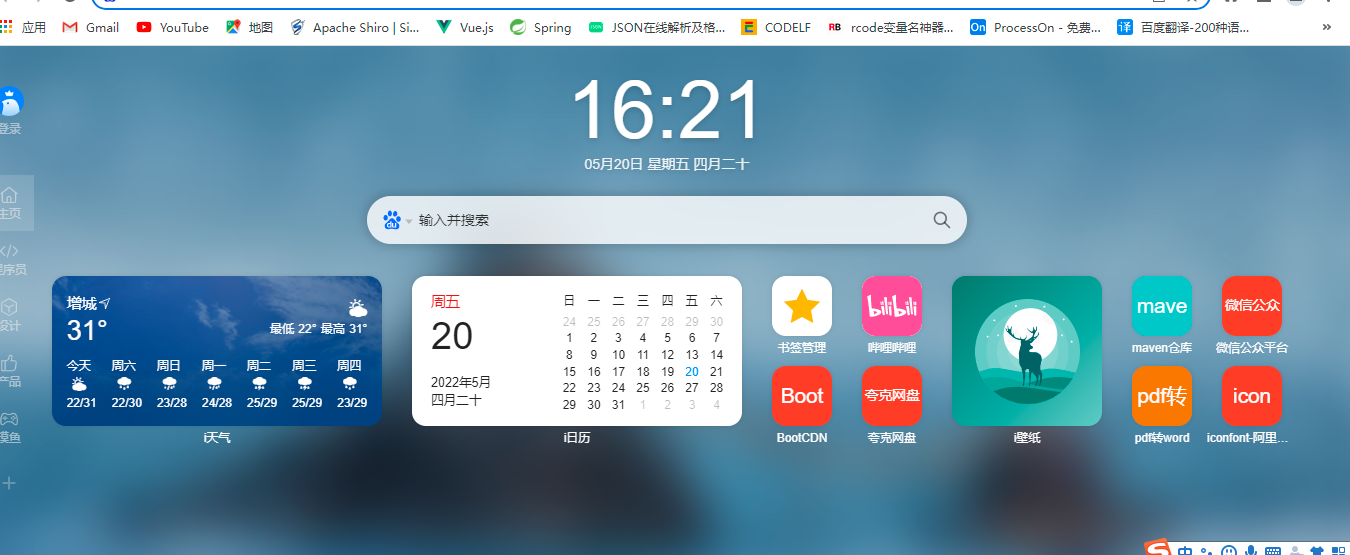 应用 Gmail YouTube 地图 Apache Shiro | Si... Vue.js Spring JSON在线解析及格... CODELF rcode变量名神器... ProcessOn - 免费... 百度翻译-200种语... »
登录
主页
程序员
设计
产品
摸鱼
16:21
05月20日 星期五 四月二十
输入并搜索
增城
31°
最低 22° 最高 31°
今天 周六 周日 周一 周二 周三 周四
22/31 22/30 23/28 24/28 25/29 25/29 23/29
i天气
周五
20
2022年5月
四月二十
日 一 二 三 四 五 六
24 25 26 27 28 29 30
1 2 3 4 5 6 7
8 9 10 11 12 13 14
15 16 17 18 19 20 21
22 23 24 25 26 27 28
29 30 31 1 2 3 4
i日历
书签管理
bilibili
哔哩哔哩
Boot
BootCDN
夸克网盘
夸克网盘
i壁纸
mave
maven仓库
微信公众
微信公众平台
pdf转
pdf转word
icon
iconfont-阿里...
中